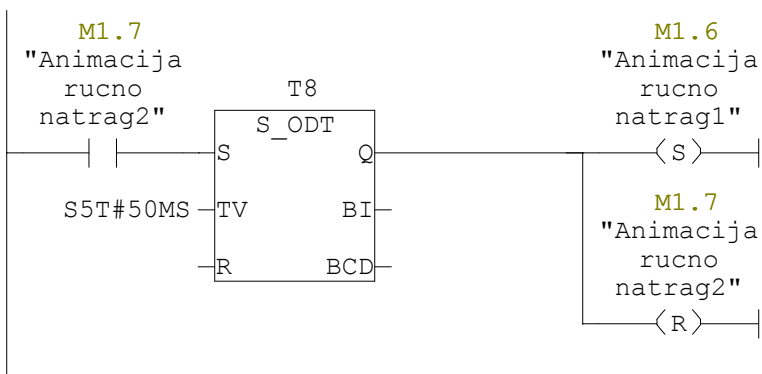 M1.7
"Animacija
rucno
natrag2"
T8
S_ODT
S
Q
S5T#50MS
TV
BI
R
BCD
M1.6
"Animacija
rucno
natrag1"
S
M1.7
"Animacija
rucno
natrag2"
R